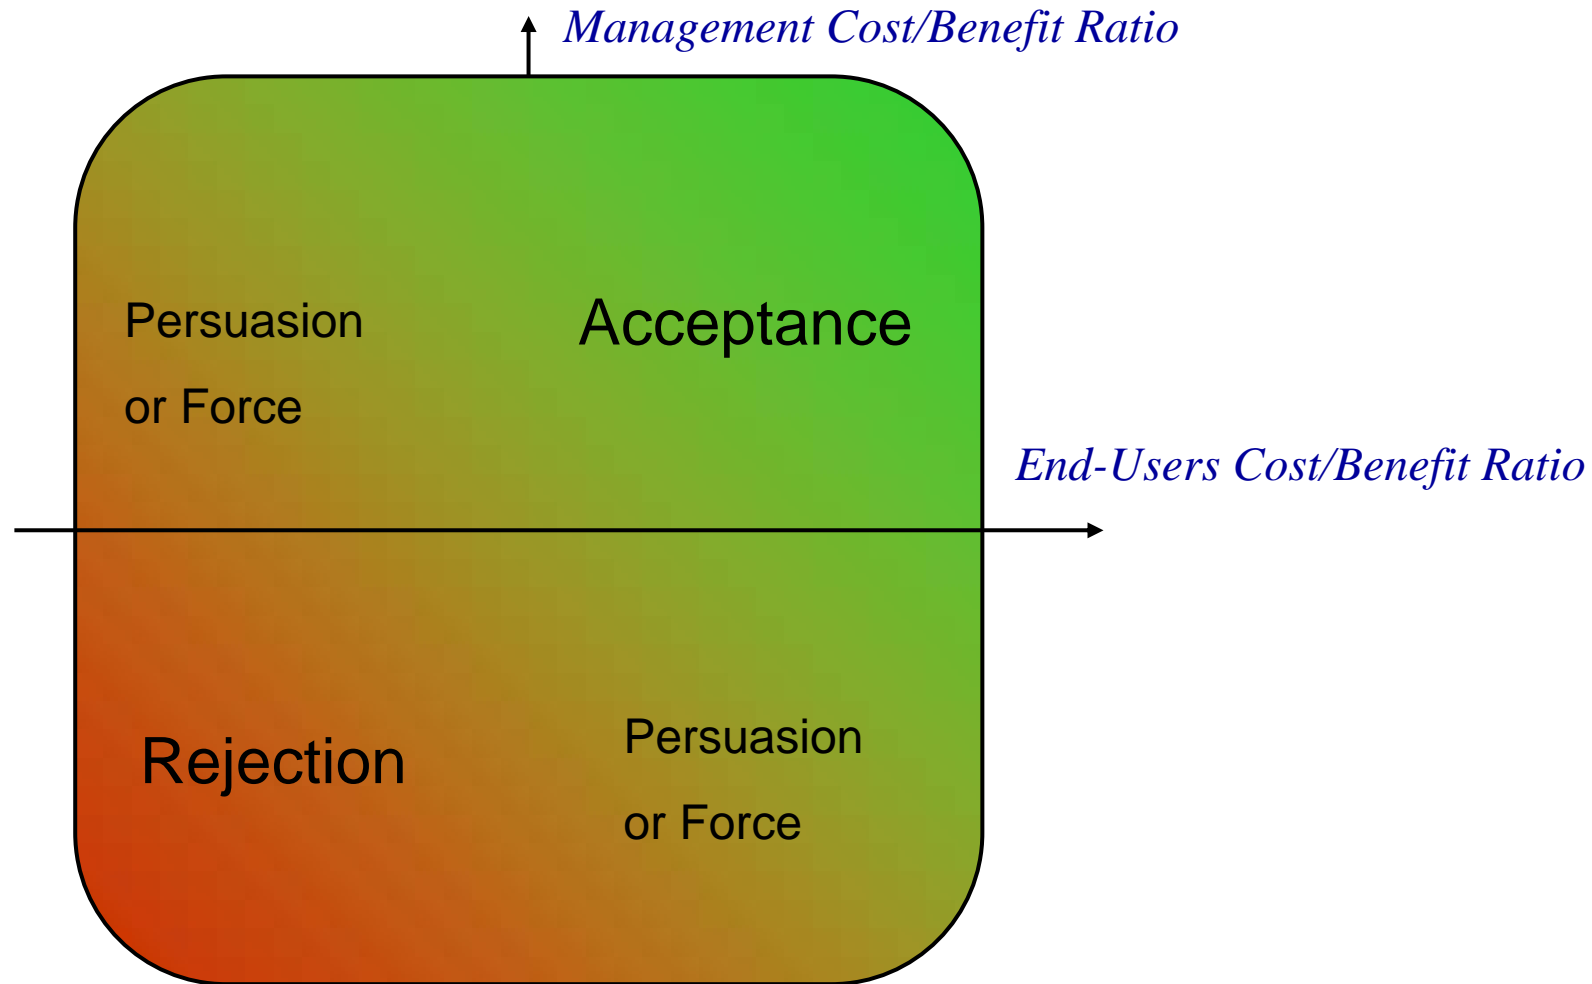 Management Cost/Benefit Ratio
Persuasion
or Force
Acceptance
End-Users Cost/Benefit Ratio
Rejection
Persuasion
or Force